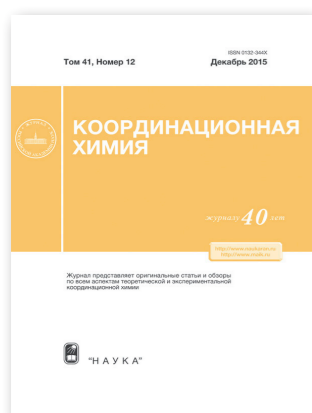 ISSN 0132-344X
Том 41, Номер 12
Декабрь 2015
КООРДИНАЦИОННАЯ
ХИМИЯ
журналу 40 лет
http://www.naukaran.ru
http://www.maik.ru
Журнал представляет оригинальные статьи и обзоры
по всем аспектам теоретической и экспериментальной
координационной химии
"НАУКА"